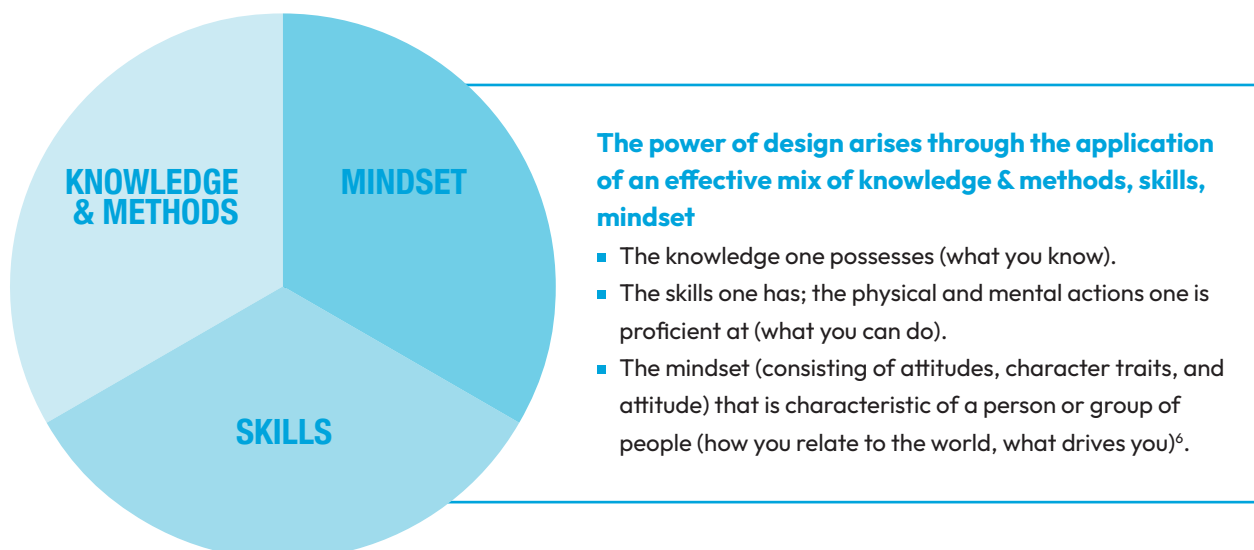 KNOWLEDGE
& METHODS
MINDSET
SKILLS
The power of design arises through the application
of an effective mix of knowledge & methods, skills,
mindset
▪ The knowledge one possesses (what you know).
▪ The skills one has; the physical and mental actions one is
proficient at (what you can do).
▪ The mindset (consisting of attitudes, character traits, and
attitude) that is characteristic of a person or group of
people (how you relate to the world, what drives you)⁶.